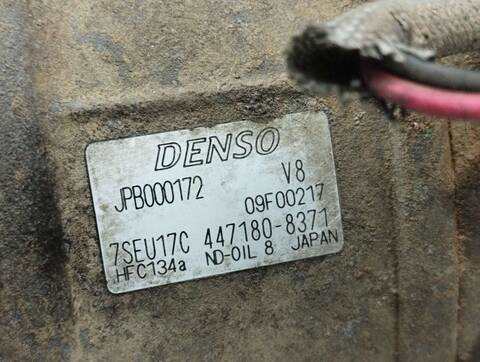 DENSO
JPB000172 V8
09F00217
7SEU17C 447180-8371
HFC134a ND-OIL 8 JAPAN